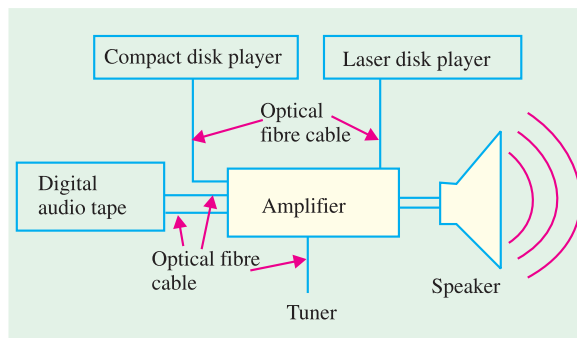 Compact disk player
Laser disk player
Optical
fibre cable
Digital
audio tape
Amplifier
Optical fibre
cable
Speaker
Tuner